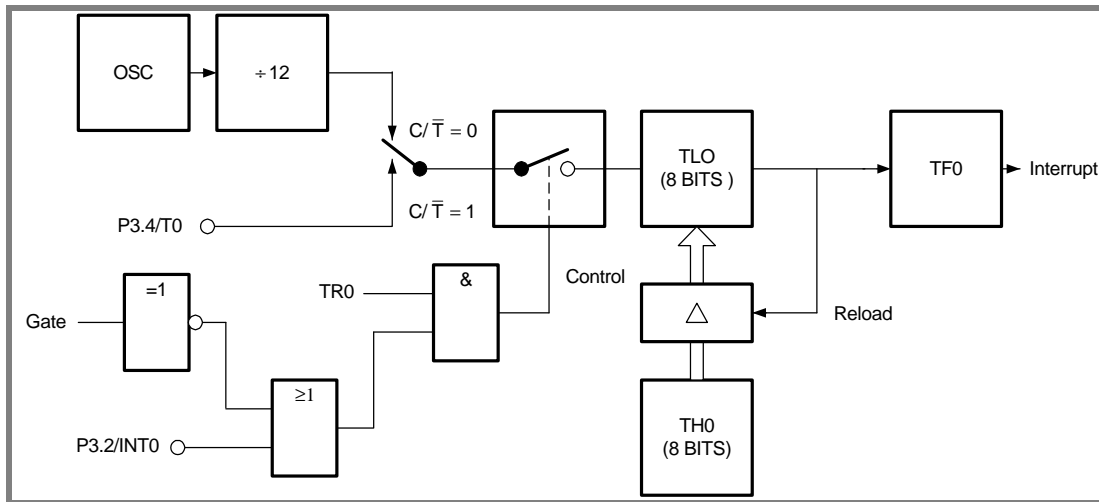 OSC
÷ 12
C/T̅ = 0
C/T̅ = 1
P3.4/T0
TLO
(8 BITS )
TF0
Interrupt
Control
Reload
TR0
&
=1
Gate
≥1
P3.2/INT0
△
TH0
(8 BITS)